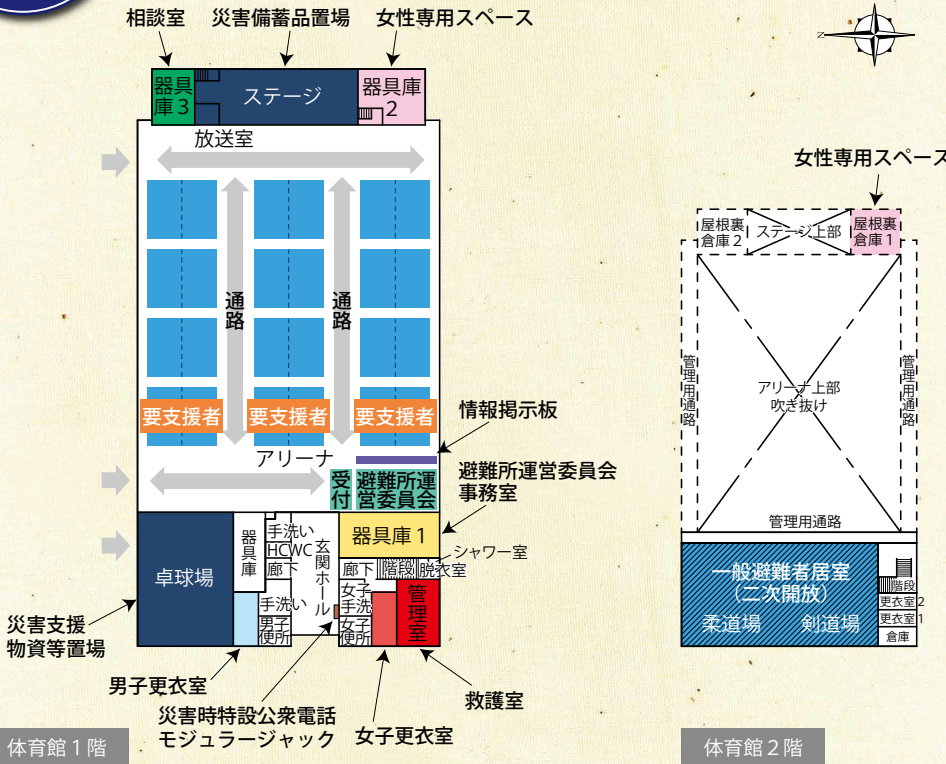 相談室
災害備蓄品置場
女性専用スペース
器具
庫3
ステージ
器具庫
2
放送室
通路
通路
要支援者
要支援者
要支援者
アリーナ
情報掲示板
受付
避難所運
営委員会
避難所運営委員会
事務室
卓球場
器具庫
手洗い
HCWC
廊下
手洗い
男子
便所
玄関ホール
器具庫1
シャワー室
廊下
階段
脱衣室
女子
手洗
女子
便所
管理室
災害支援
物資等置場
男子更衣室
災害時特設公衆電話
モジュラージャック
女子更衣室
救護室
体育館1階
N
女性専用スペース
屋根裏
倉庫2
ステージ上部
屋根裏
倉庫1
管理用通路
アリーナ上部
吹き抜け
管理用通路
管理用通路
一般避難者居室
(二次開放)
柔道場
剣道場
階段
更衣室2
更衣室1
倉庫
体育館2階